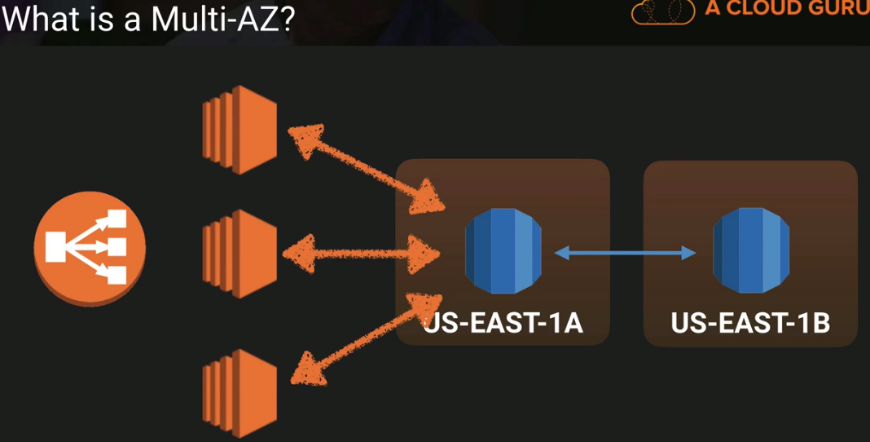 What is a Multi-AZ?
A CLOUD GURU
US-EAST-1A
US-EAST-1B